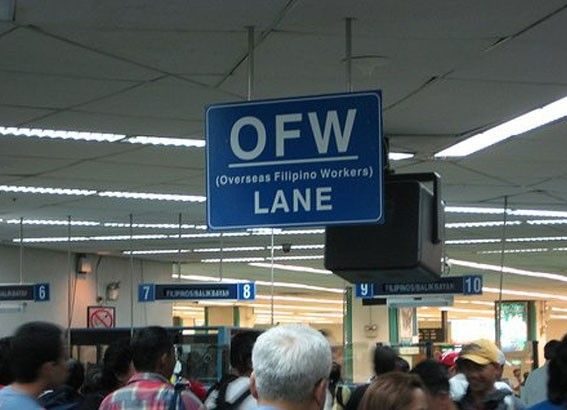 OFW
(Overseas Filipino Workers)
LANE
6
7 FILIPINOS/BALIKBAYAN 8
9 FILIPINOS/BALIKBAYAN 10